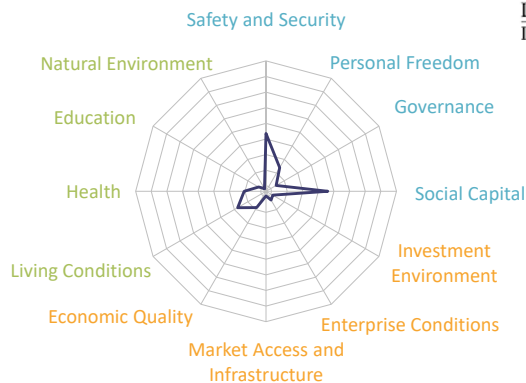 Safety and Security
Natural Environment
Personal Freedom
Education
Governance
Health
Social Capital
Investment
Environment
Living Conditions
Economic Quality
Enterprise Conditions
Market Access and
Infrastructure